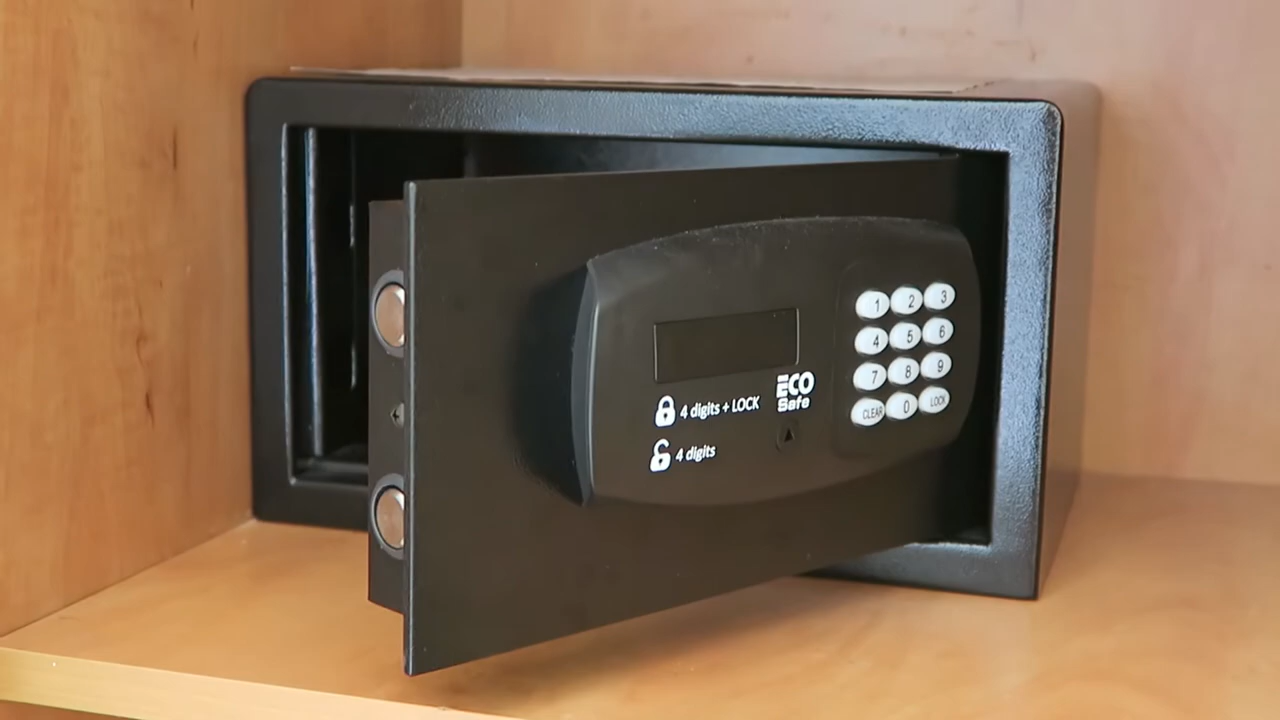 ECO
Safe
4 digits + LOCK
4 digits
1 2 3
4 5 6
7 8 9
CLEAR 0 LOCK